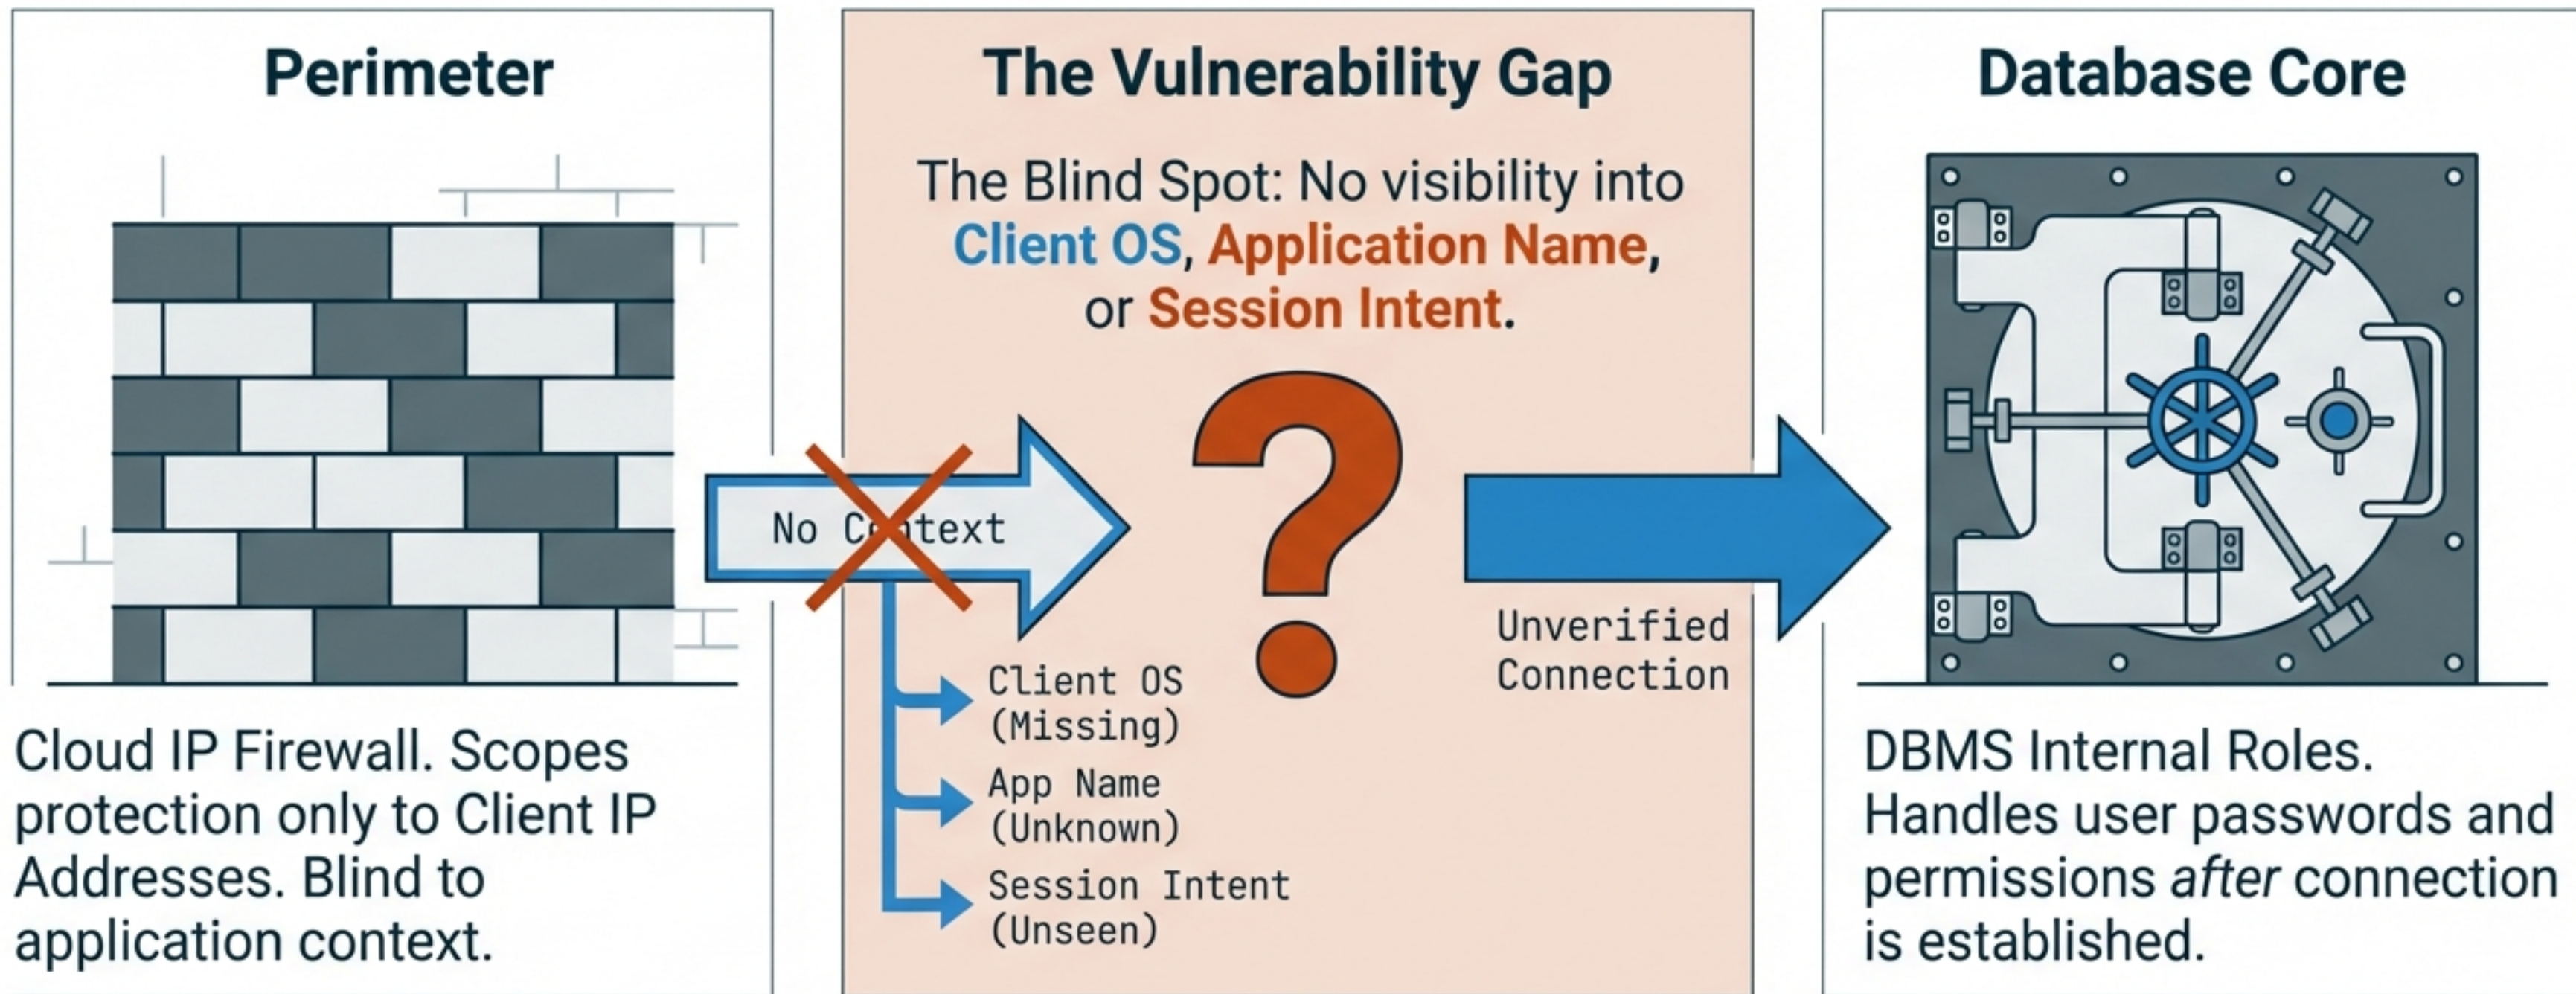 Perimeter
Cloud IP Firewall. Scopes
protection only to Client IP
Addresses. Blind to
application context.
The Vulnerability Gap
The Blind Spot: No visibility into
Client OS, Application Name,
or Session Intent.
No Context
Client OS
(Missing)
App Name
(Unknown)
Session Intent
(Unseen)
Unverified
Connection
Database Core
DBMS Internal Roles.
Handles user passwords and
permissions after connection
is established.